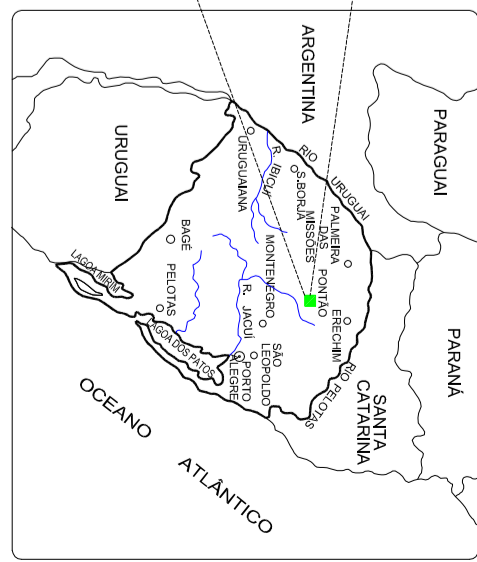 PARAGUAI
PARANÁ
ARGENTINA
SANTA
CATARINA
RIO
URUGUAI
RIO PELOTAS
PALMEIRA
DAS
MISSÕES
ERECHIM
PONTÃO
S.BORJA
R. IBICUÍ
URUGUAIANA
MONTENEGRO
SÃO
LEOPOLDO
R. JACUÍ
PORTO
ALEGRE
BAGÉ
PELOTAS
URUGUAI
LAGOA MIRIM
LAGOA DOS PATOS
OCEANO
ATLÂNTICO